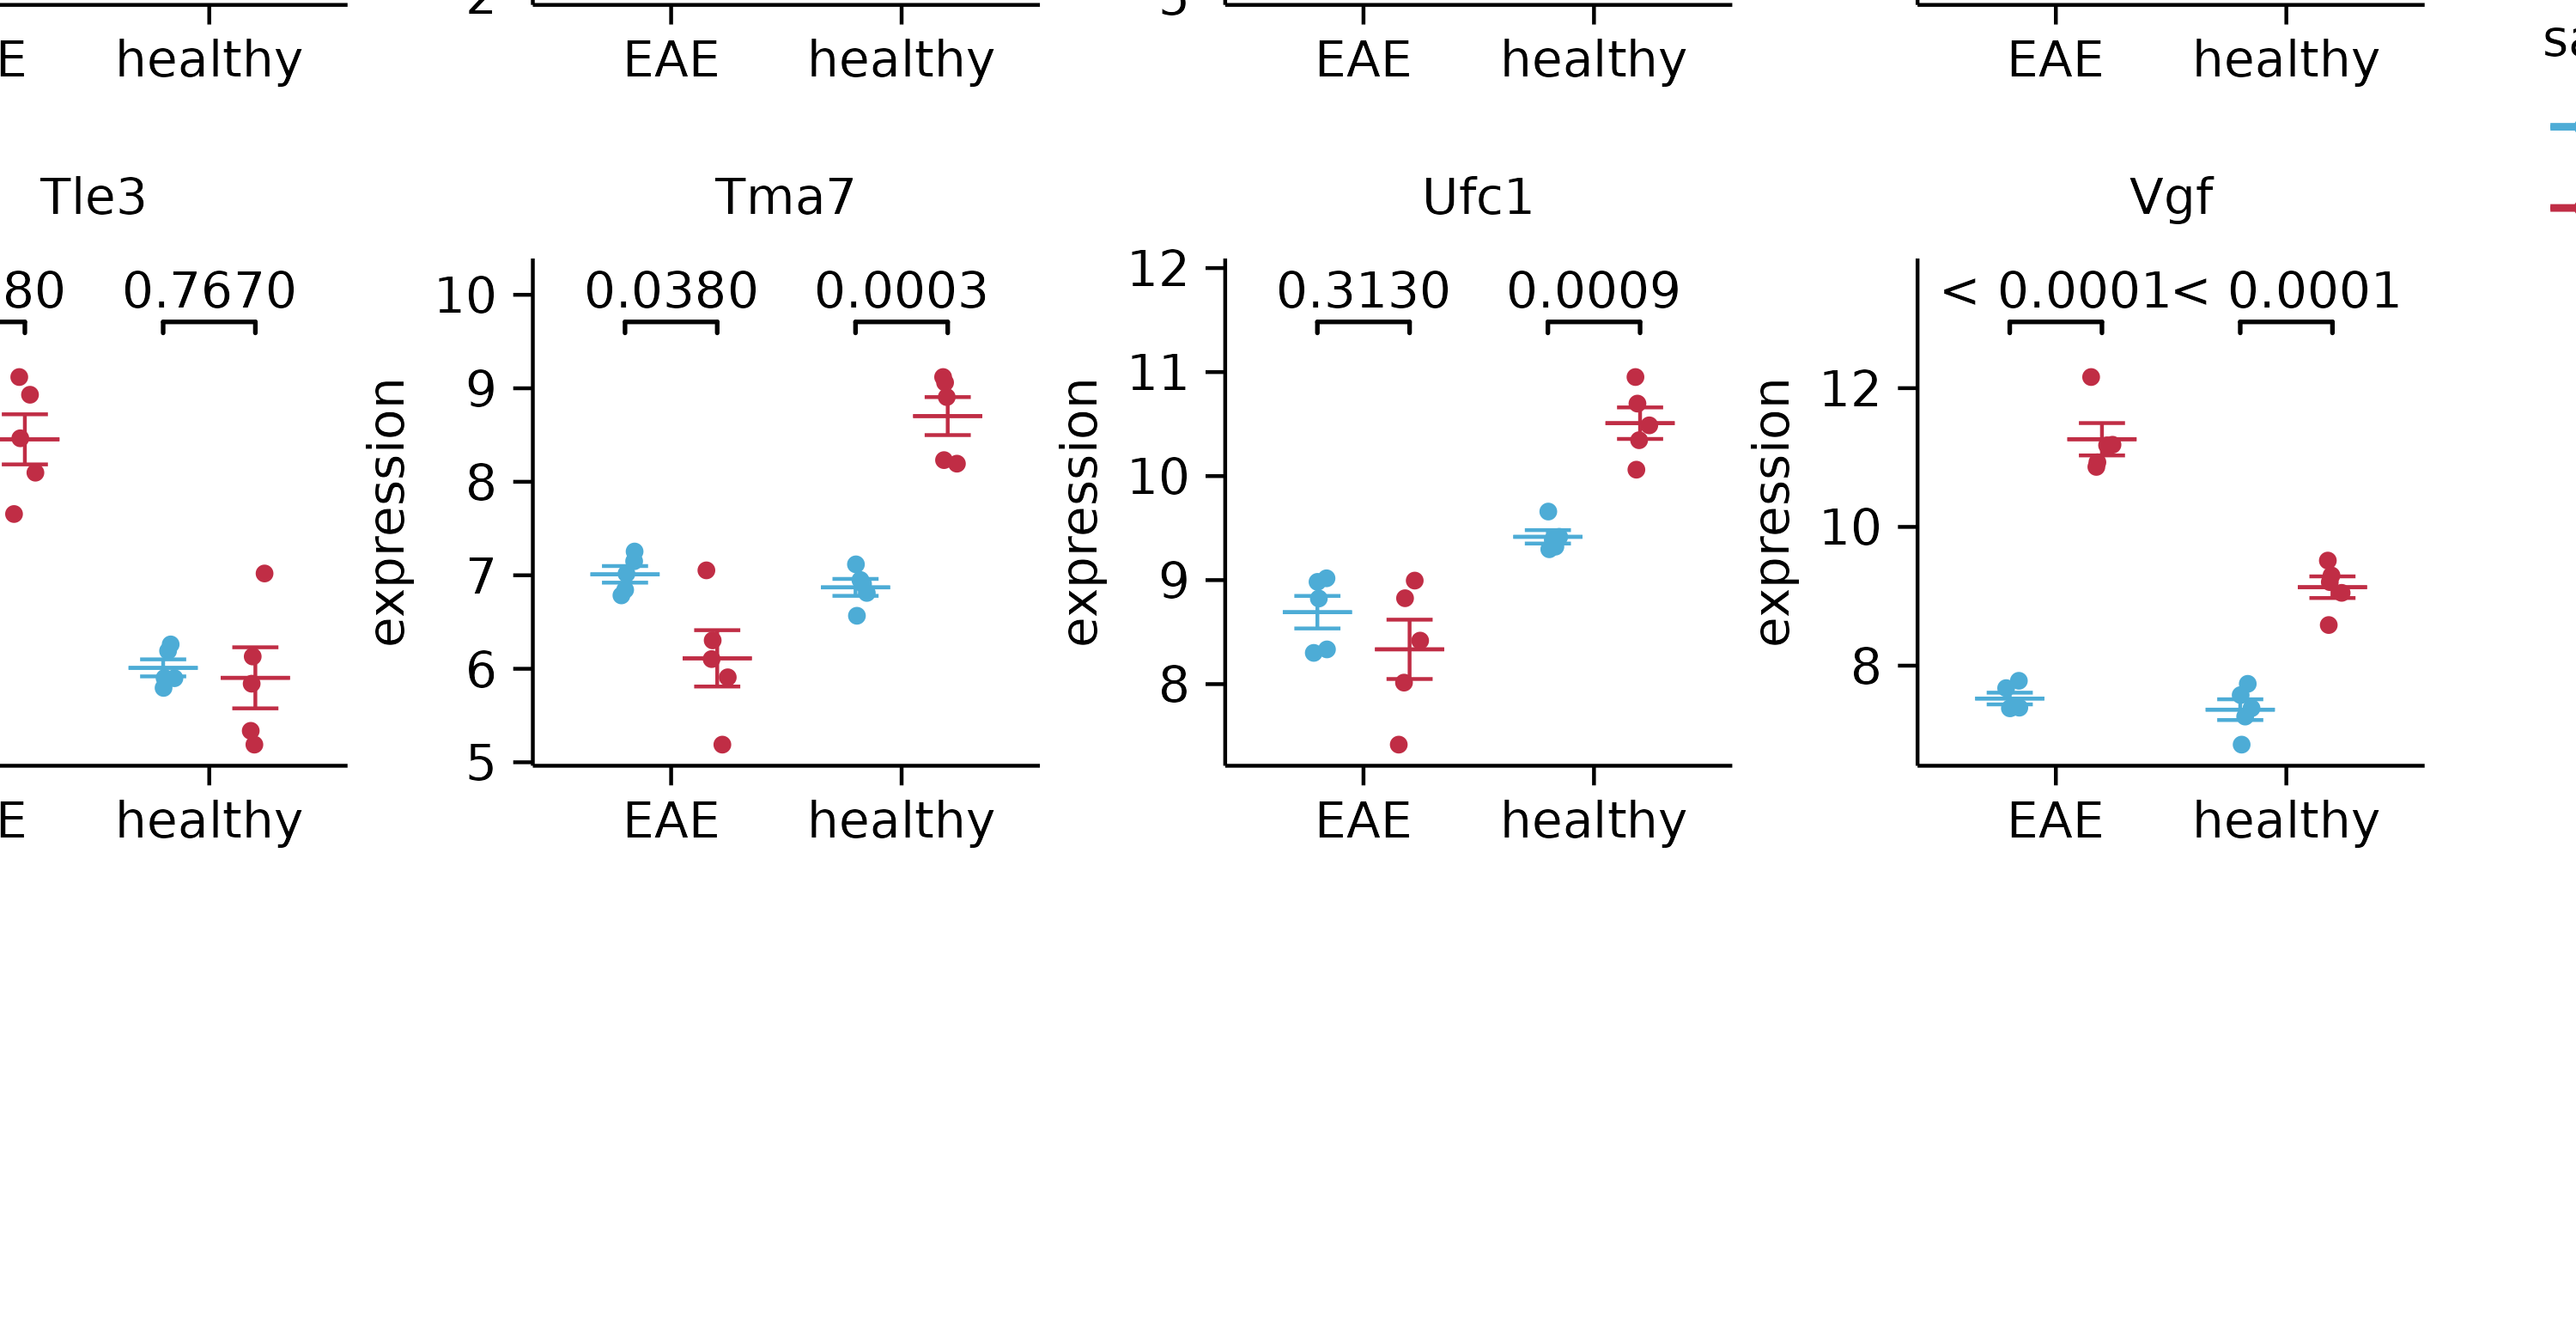 EAE healthy EAE healthy EAE healthy healthy
Tle3 Tma7 Ufc1 Vgf
80 0.7670 0.0380 0.0003 0.3130 0.0009 < 0.0001 < 0.0001
10
9
8
7
6
5
expression
12
11
10
9
8
expression
12
10
8
expression
E healthy EAE healthy EAE healthy EAE healthy